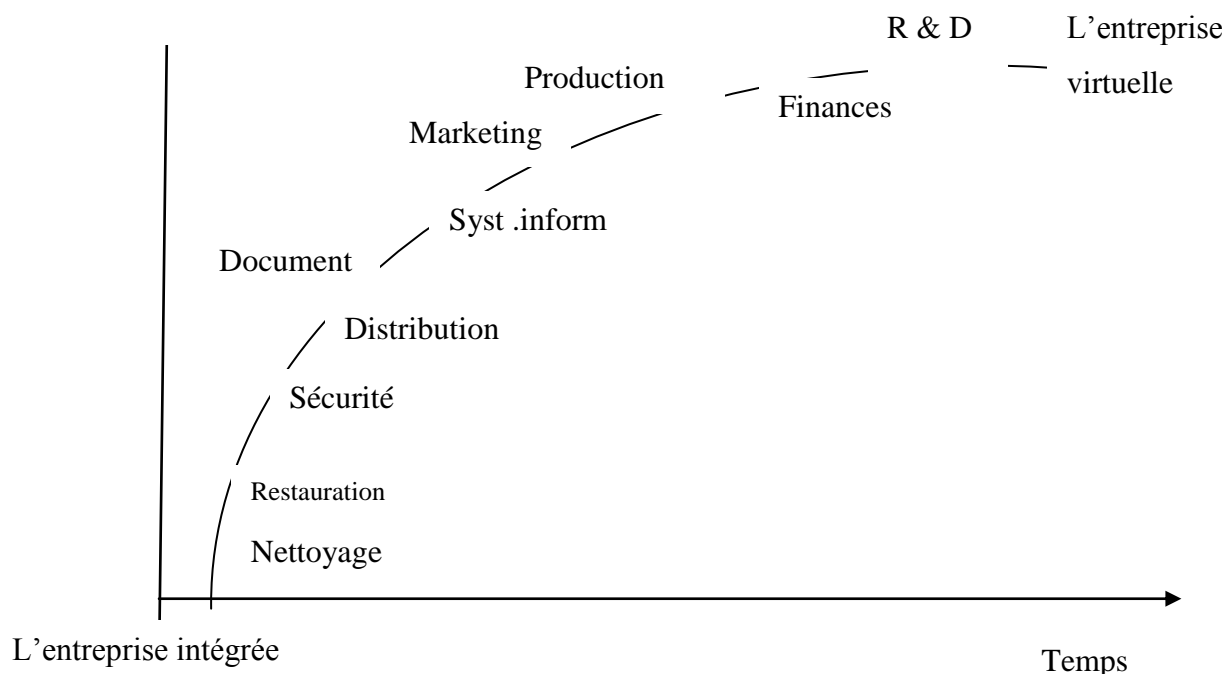 R & D
L’entreprise
virtuelle
Production
Finances
Marketing
Syst .inform
Document
Distribution
Sécurité
Restauration
Nettoyage
L’entreprise intégrée
Temps